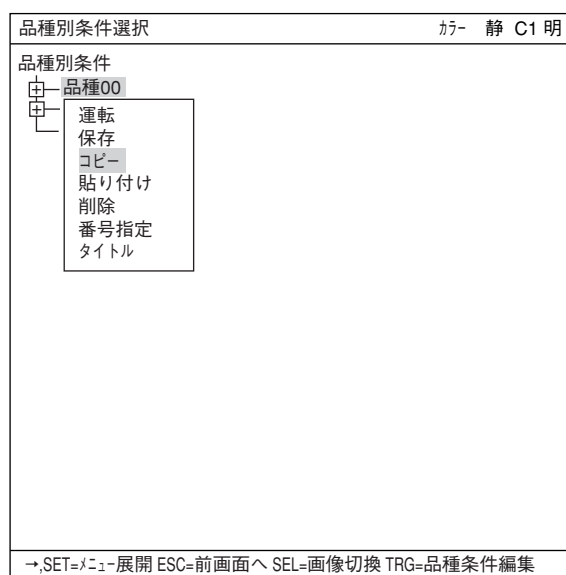 品種別条件選択 ｶﾗｰ 静 C1 明
品種別条件
品種00
運転
保存
コピー
貼り付け
削除
番号指定
タイトル
→,SET=ﾒﾆｭｰ展開 ESC=前画面へ SEL=画像切換 TRG=品種条件編集